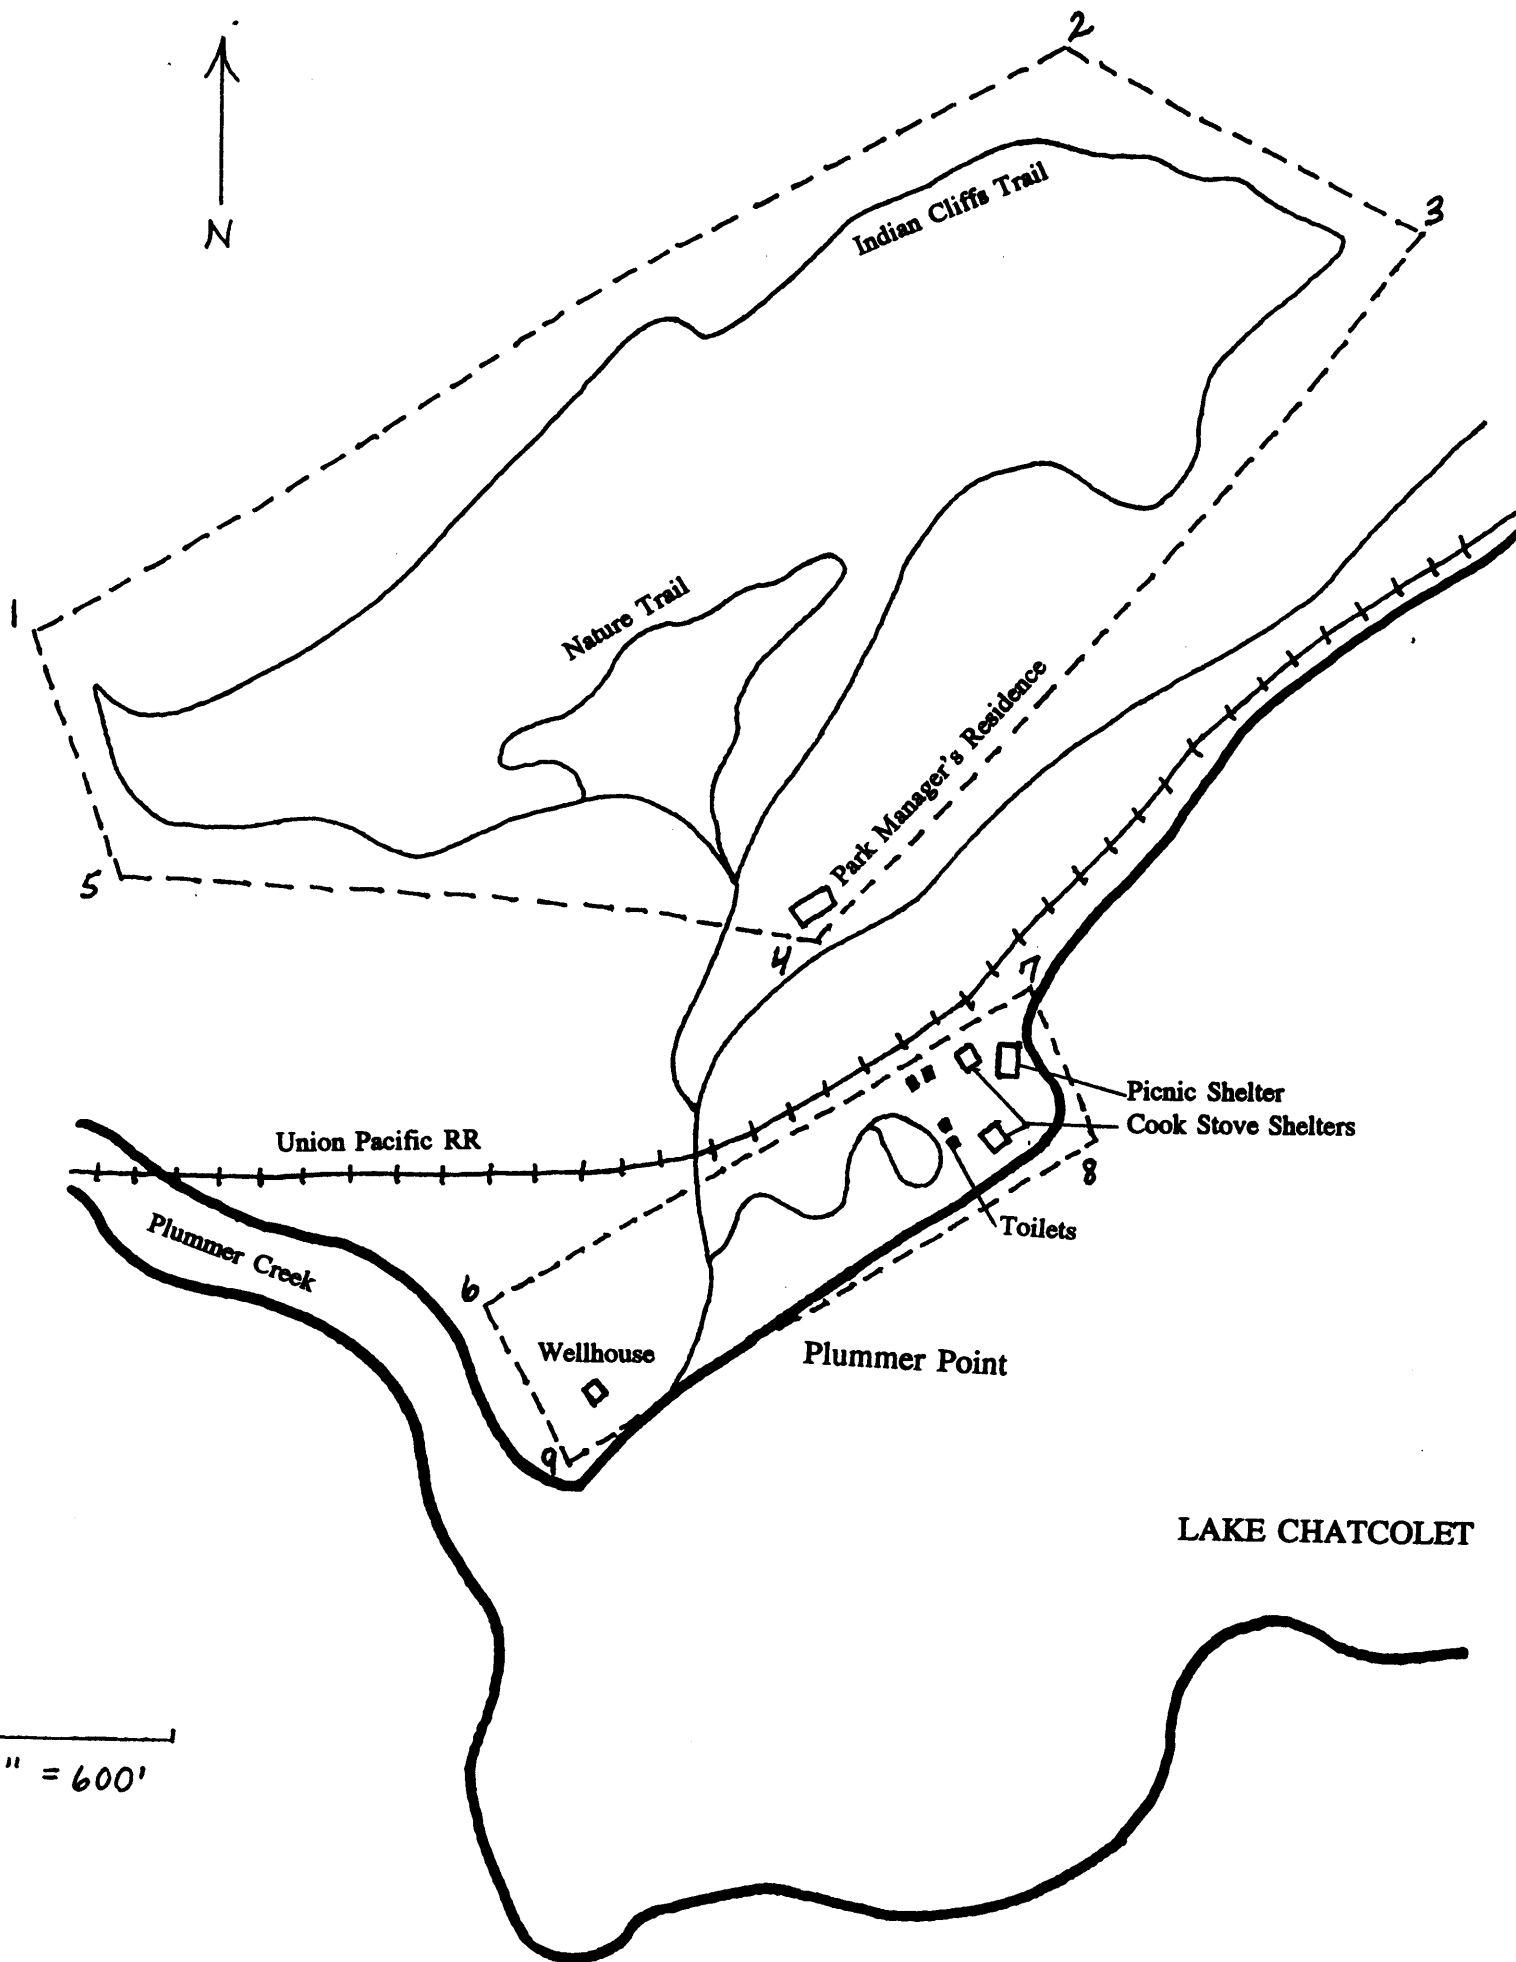 2
3
N
Indian Cliffs Trail
1
Nature Trail
Park Manager's Residence
5
4
7
Picnic Shelter
Cook Stove Shelters
Union Pacific RR
8
Toilets
Plummer Creek
6
Wellhouse
Plummer Point
9
LAKE CHATCOLET
" = 600'